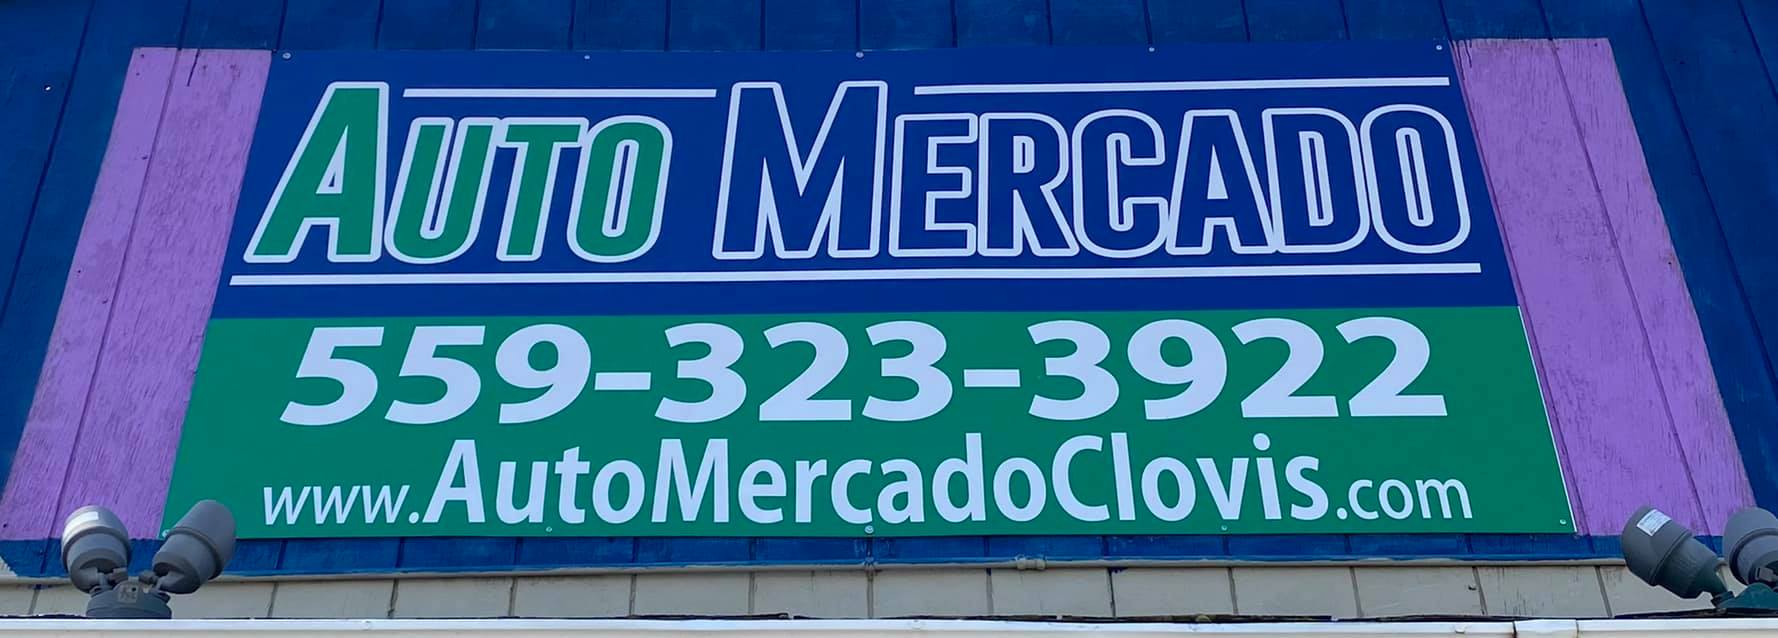 AUTO MERCADO
559-323-3922
www.AutoMercadoClovis.com